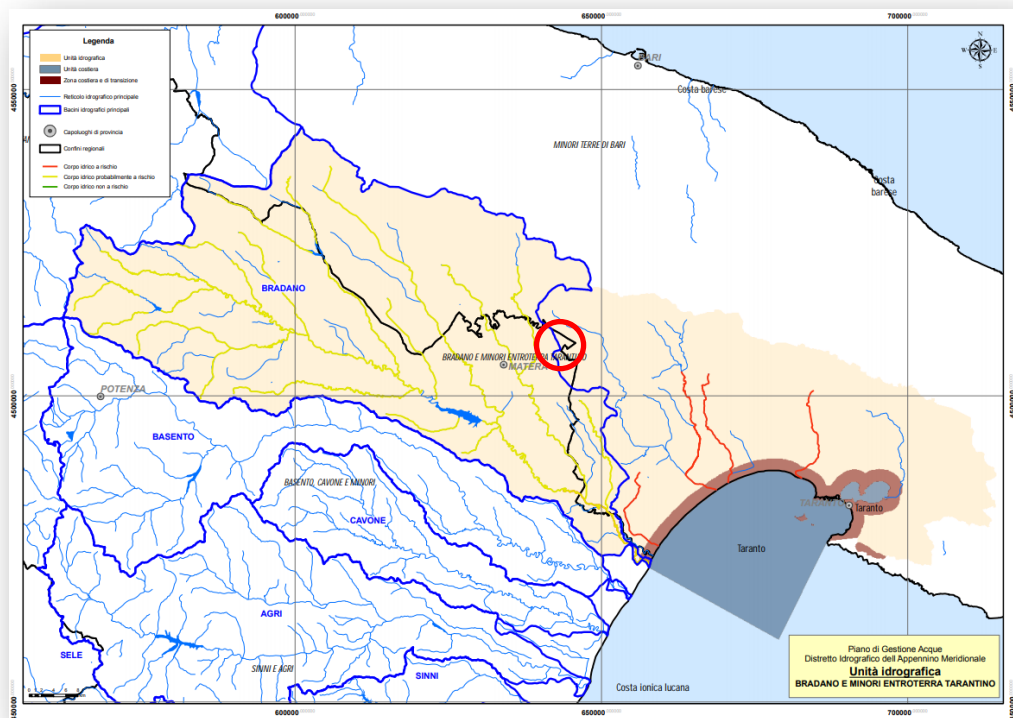 600000
650000
700000
Legenda
Unità idrografica
Unità costiera
Zona costiera e di transizione
Reticolo idrografico principale
Bacini idrografici principali
Capoluoghi di provincia
Confini regionali
Corpo idrico a rischio
Corpo idrico probabilmente a rischio
Corpo idrico non a rischio
N
W
E
S
BARI
Costa barese
MINORI TERRE DI BARI
Costa
barese
BRADANO
BRADANO E MINORI ENTROTERRA TARANTINO
MATERA
POTENZA
BASENTO
BASENTO, CAVONE E MINORI
CAVONE
TARANTO
Taranto
Taranto
AGRI
SELE
SINNI E AGRI
SINNI
Costa ionica lucana
Piano di Gestione Acque
Distretto Idrografico dell'Appennino Meridionale
Unità idrografica
BRADANO E MINORI ENTROTERRA TARANTINO
600000
650000
700000